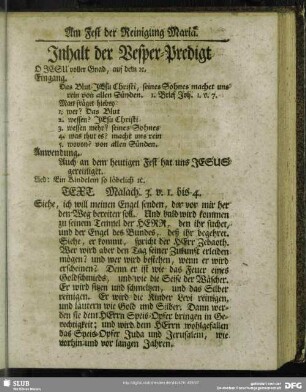 Am Fest der Reinigung Mariä.
Inhalt der Vesper-Predigt
O JESU voller Gnad, auf dein ꝛc.
Eingang.
Das Blut JEsu Christi, seines Sohnes machet uns
rein von allen Sünden. 1. Brief Joh. 1. v. 7.
Man fraget hiebey
1. wer? Das Blut
2. wessen? JEsu Christi
3. wessen mehr? seines Sohnes
4. was thut es? macht uns rein
5. wovon? von allen Sünden.
Anwendung.
Auch an dem heutigen Fest hat uns JESUS
gereiniget.
Lied: Ein Kindelein so löbelich ꝛc.
TEXT. Malach. 3. v. 1. bis 4.
Siehe, ich will meinen Engel senden, der vor mir her
den Weg bereiten soll. Und bald wird kommen
zu seinem Tempel der HERR, den ihr suchet,
und der Engel des Bundes, deß ihr begehret.
Siehe, er kommt, spricht der HErr Zebaoth.
Wer wird aber den Tag seiner Zukunft erleiden
mögen? und wer wird bestehen, wenn er wird
erscheinen? Denn er ist wie das Feuer eines
Goldschmieds, und wie die Seife der Wäscher.
Er wird sitzen und schmeltzen, und das Silber
reinigen. Er wird die Kinder Levi reinigen,
und läutern wie Gold und Silber. Dann wer-
den sie dem HErrn Speis-Opfer bringen in Ge-
rechtigkeit; und wird dem HErrn wohlgefallen
das Speis-Opfer Juda und Jerusalem, wie
vorhin und vor langen Jahren.
SLUB